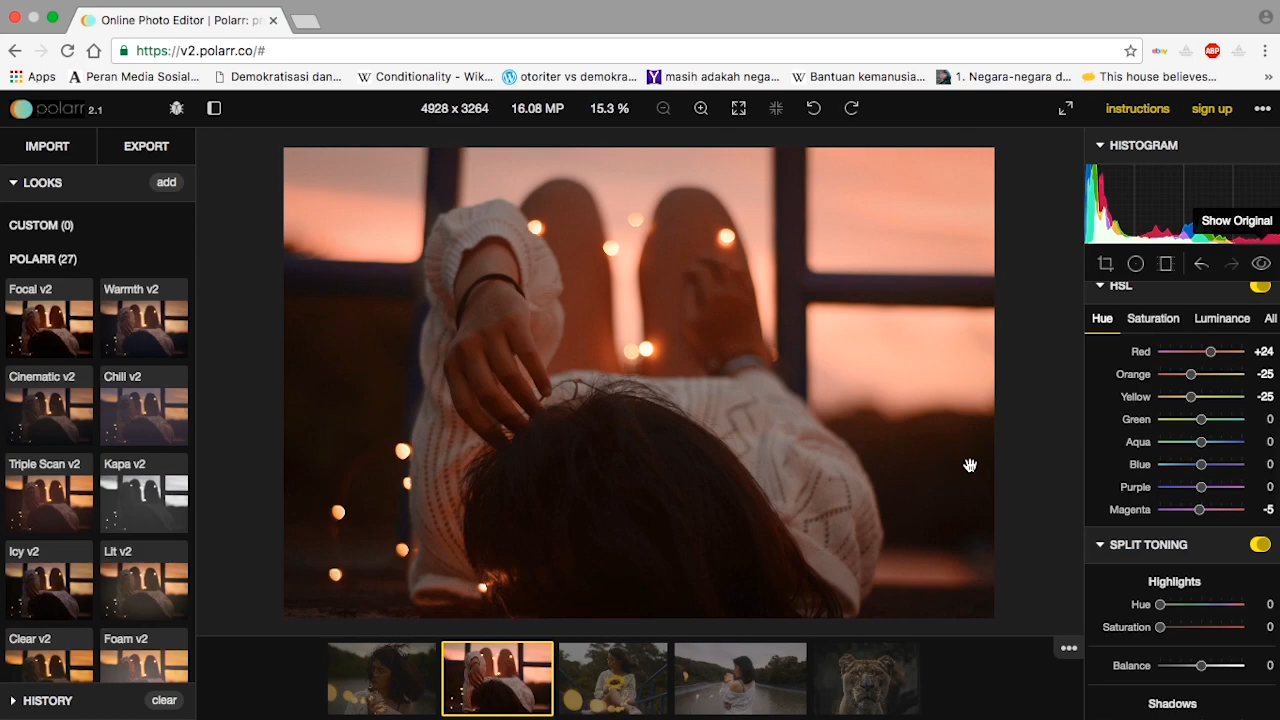 Online Photo Editor | Polarr: pr
https://v2.polarr.co/#
Apps
Peran Media Sosial...
Demokratisasi dan...
Conditionality - Wik...
otoriter vs demokra...
masih adakah nega...
Bantuan kemanusia...
1. Negara-negara d...
This house believes...
ebay
ABP
polarr 2.1
4928 x 3264
16.08 MP
15.3 %
instructions
sign up
IMPORT
EXPORT
LOOKS
add
CUSTOM (0)
POLARR (27)
Focal v2
Warmth v2
Cinematic v2
Chill v2
Triple Scan v2
Kapa v2
Icy v2
Lit v2
Clear v2
Foam v2
HISTORY
clear
HISTOGRAM
Show Original
HSL
Hue Saturation Luminance All
Red +24
Orange -25
Yellow -25
Green 0
Aqua 0
Blue 0
Purple 0
Magenta -5
SPLIT TONING
Highlights
Hue 0
Saturation 0
Balance 0
Shadows